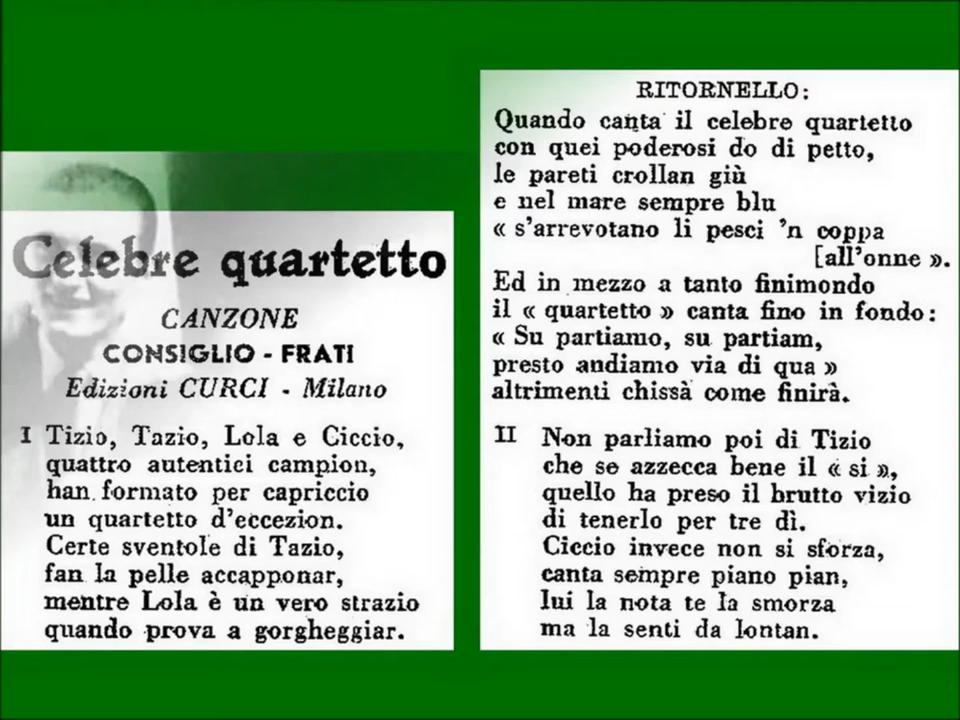 Celebre quartetto
CANZONE
CONSIGLIO - FRATI
Edizioni CURCI - Milano
I Tizio, Tazio, Lola e Ciccio,
quattro autentici campion,
han formato per capriccio
un quartetto d'eccezion.
Certe sventole di Tazio,
fan la pelle accapponar,
mentre Lola è un vero strazio
quando prova a gorgheggiar.
RITORNELLO:
Quando canta il celebre quartetto
con quei poderosi do di petto,
le pareti crollan giù
e nel mare sempre blu
« s'arrevotano li pesci 'n coppa
[all'onne ».
Ed in mezzo a tanto finimondo
il « quartetto » canta fino in fondo:
« Su partiamo, su partiam,
presto andiamo via di qua »
altrimenti chissà come finirà.
II Non parliamo poi di Tizio
che se azzecca bene il « si »,
quello ha preso il brutto vizio
di tenerlo per tre dì.
Ciccio invece non si sforza,
canta sempre piano pian,
lui la nota te la smorza
ma la senti da lontan.